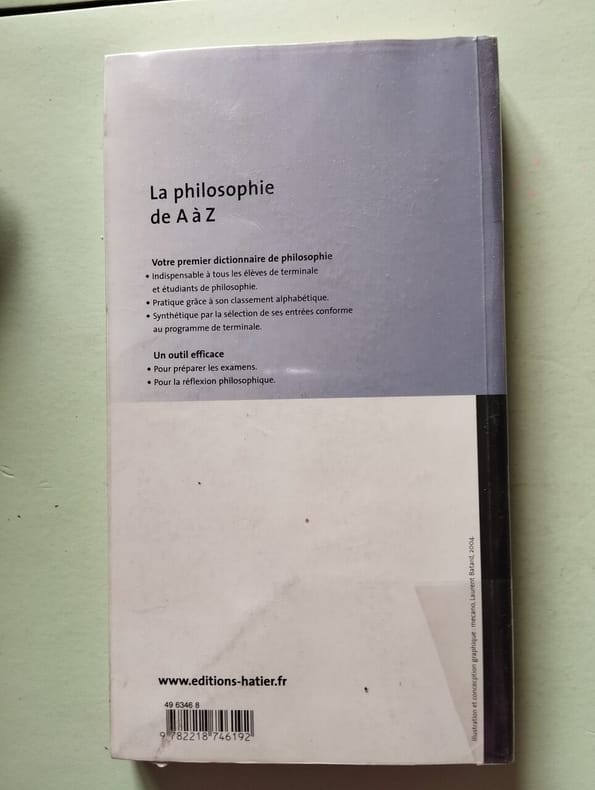 La philosophie
de A à Z
Votre premier dictionnaire de philosophie
• Indispensable à tous les élèves de terminale
et étudiants de philosophie.
• Pratique grâce à son classement alphabétique.
• Synthétique par la sélection de ses entrées conforme
au programme de terminale.
Un outil efficace
• Pour préparer les examens.
• Pour la réflexion philosophique.
Illustration et concecption graphique : mecano, Laurent Batard, 2004.
www.editions-hatier.fr
49 6346 8
9 782218 746192